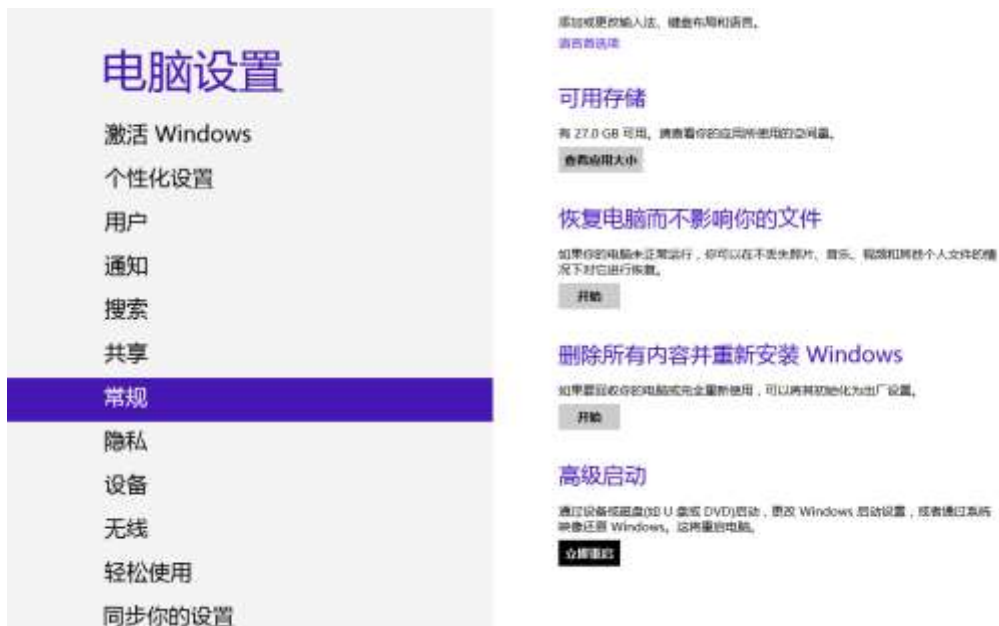 电脑设置
激活 Windows
个性化设置
用户
通知
搜索
共享
常规
隐私
设备
无线
轻松使用
同步你的设置
添加或更改输入法、键盘布局和语言。
语言首选项
可用存储
有 27.0 GB 可用。请查看你的应用所使用的空间量。
查看应用大小
恢复电脑而不影响你的文件
如果你的电脑未正常运行，你可以在不丢失照片、音乐、视频和其他个人文件的情
况下对它进行恢复。
开始
删除所有内容并重新安装 Windows
如果要回收你的电脑或完全重新使用，可以将其初始化为出厂设置。
开始
高级启动
通过设备或磁盘(如 U 盘或 DVD)启动，更改 Windows 启动设置，或者通过系统
映像还原 Windows。这将重启电脑。
立即重启